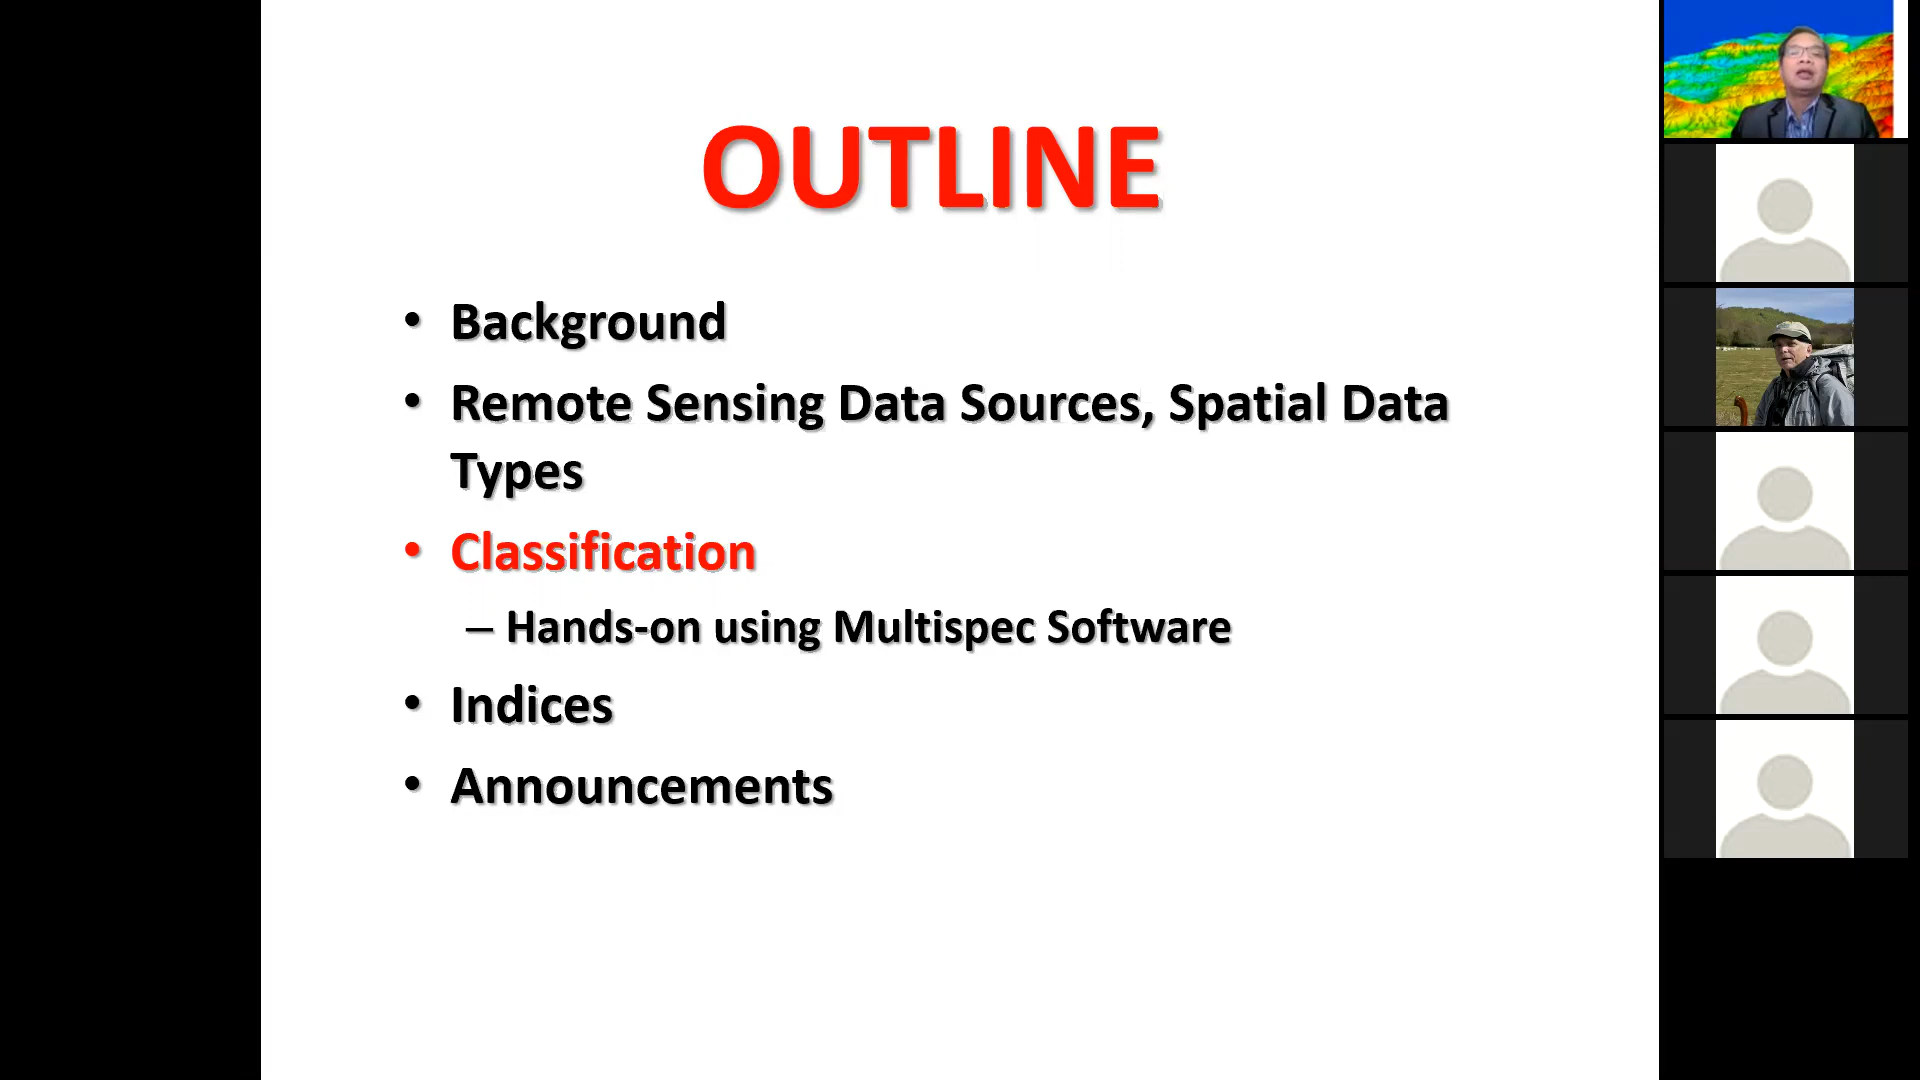 OUTLINE
• Background
• Remote Sensing Data Sources, Spatial Data
Types
• Classification
– Hands-on using Multispec Software
• Indices
• Announcements